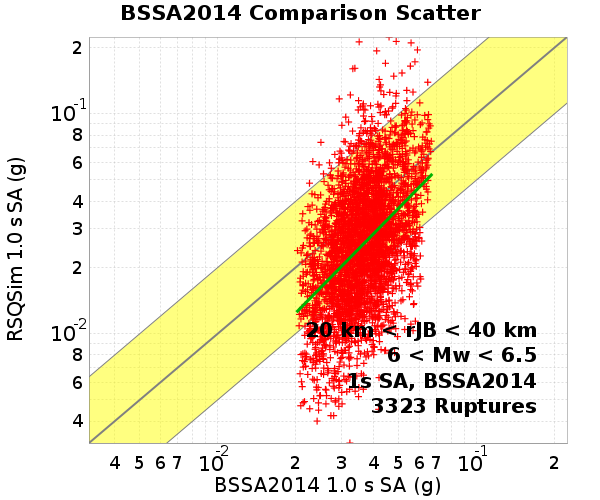 BSSA2014 Comparison Scatter
RSQSim 1.0 s SA (g)
2
10-1
8
6
4
3
2
10-2
8
6
4
20 km < rJB < 40 km
6 < Mw < 6.5
1s SA, BSSA2014
3323 Ruptures
4 5 6 7 10-2 2 3 4 5 6 7 10-1 2
BSSA2014 1.0 s SA (g)